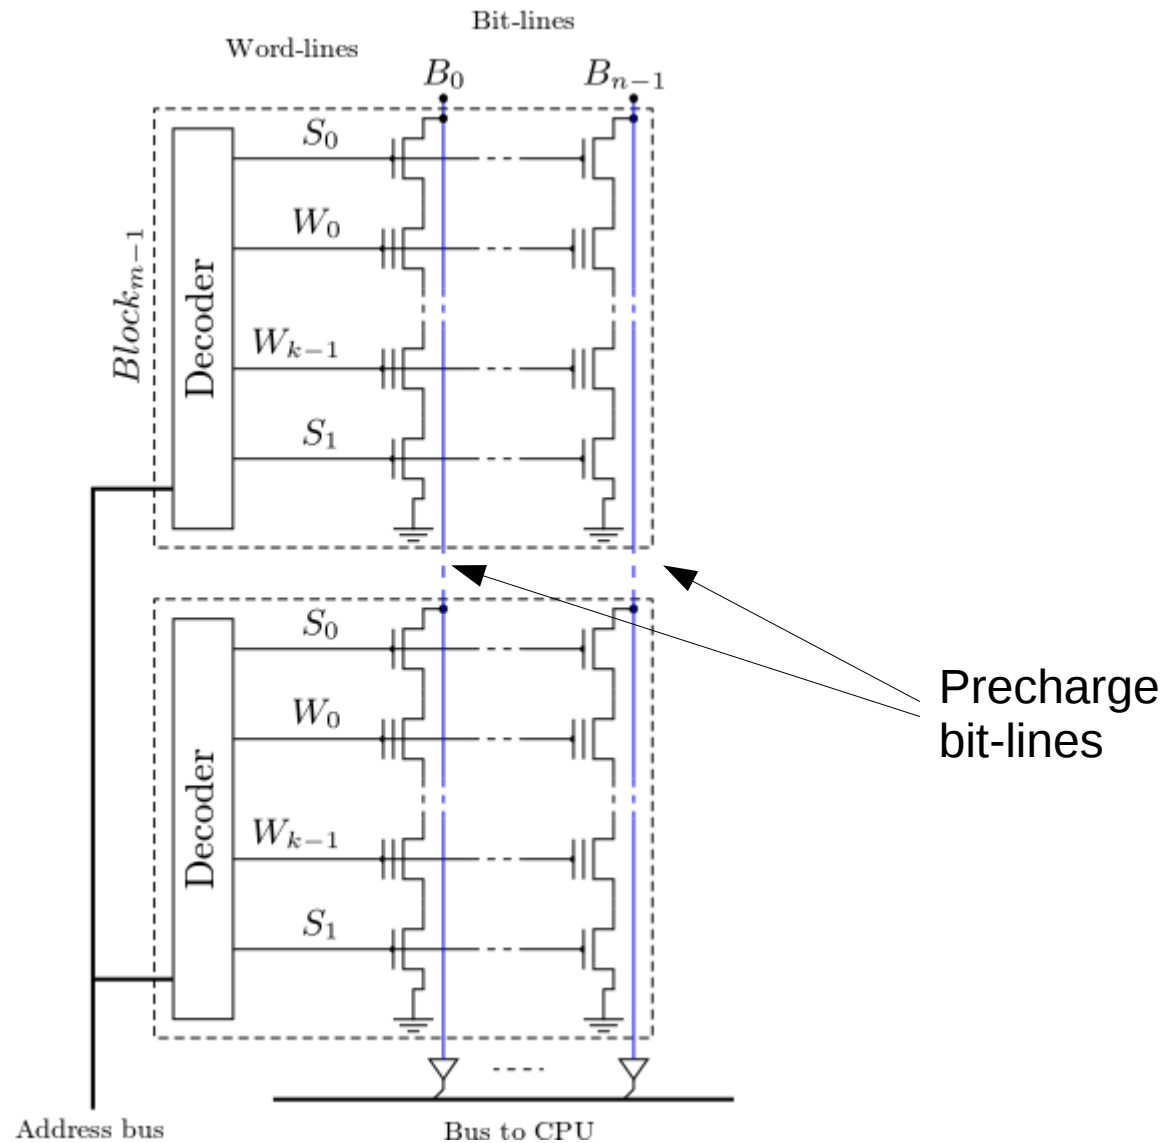 Bit-lines
Word-lines
B₀
Bₙ₋₁
S₀
W₀
Blockₘ₋₁
Decoder
Wₖ₋₁
S₁
S₀
W₀
Decoder
Wₖ₋₁
S₁
Precharge
bit-lines
Address bus
Bus to CPU